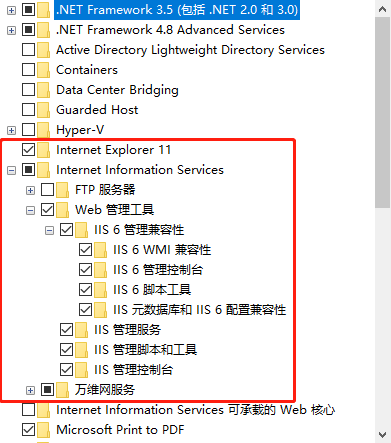 .NET Framework 3.5 (包括 .NET 2.0 和 3.0)
.NET Framework 4.8 Advanced Services
Active Directory Lightweight Directory Services
Containers
Data Center Bridging
Guarded Host
Hyper-V
Internet Explorer 11
Internet Information Services
FTP 服务器
Web 管理工具
IIS 6 管理兼容性
IIS 6 WMI 兼容性
IIS 6 管理控制台
IIS 6 脚本工具
IIS 元数据库和 IIS 6 配置兼容性
IIS 管理服务
IIS 管理脚本和工具
IIS 管理控制台
万维网服务
Internet Information Services 可承载的 Web 核心
Microsoft Print to PDF